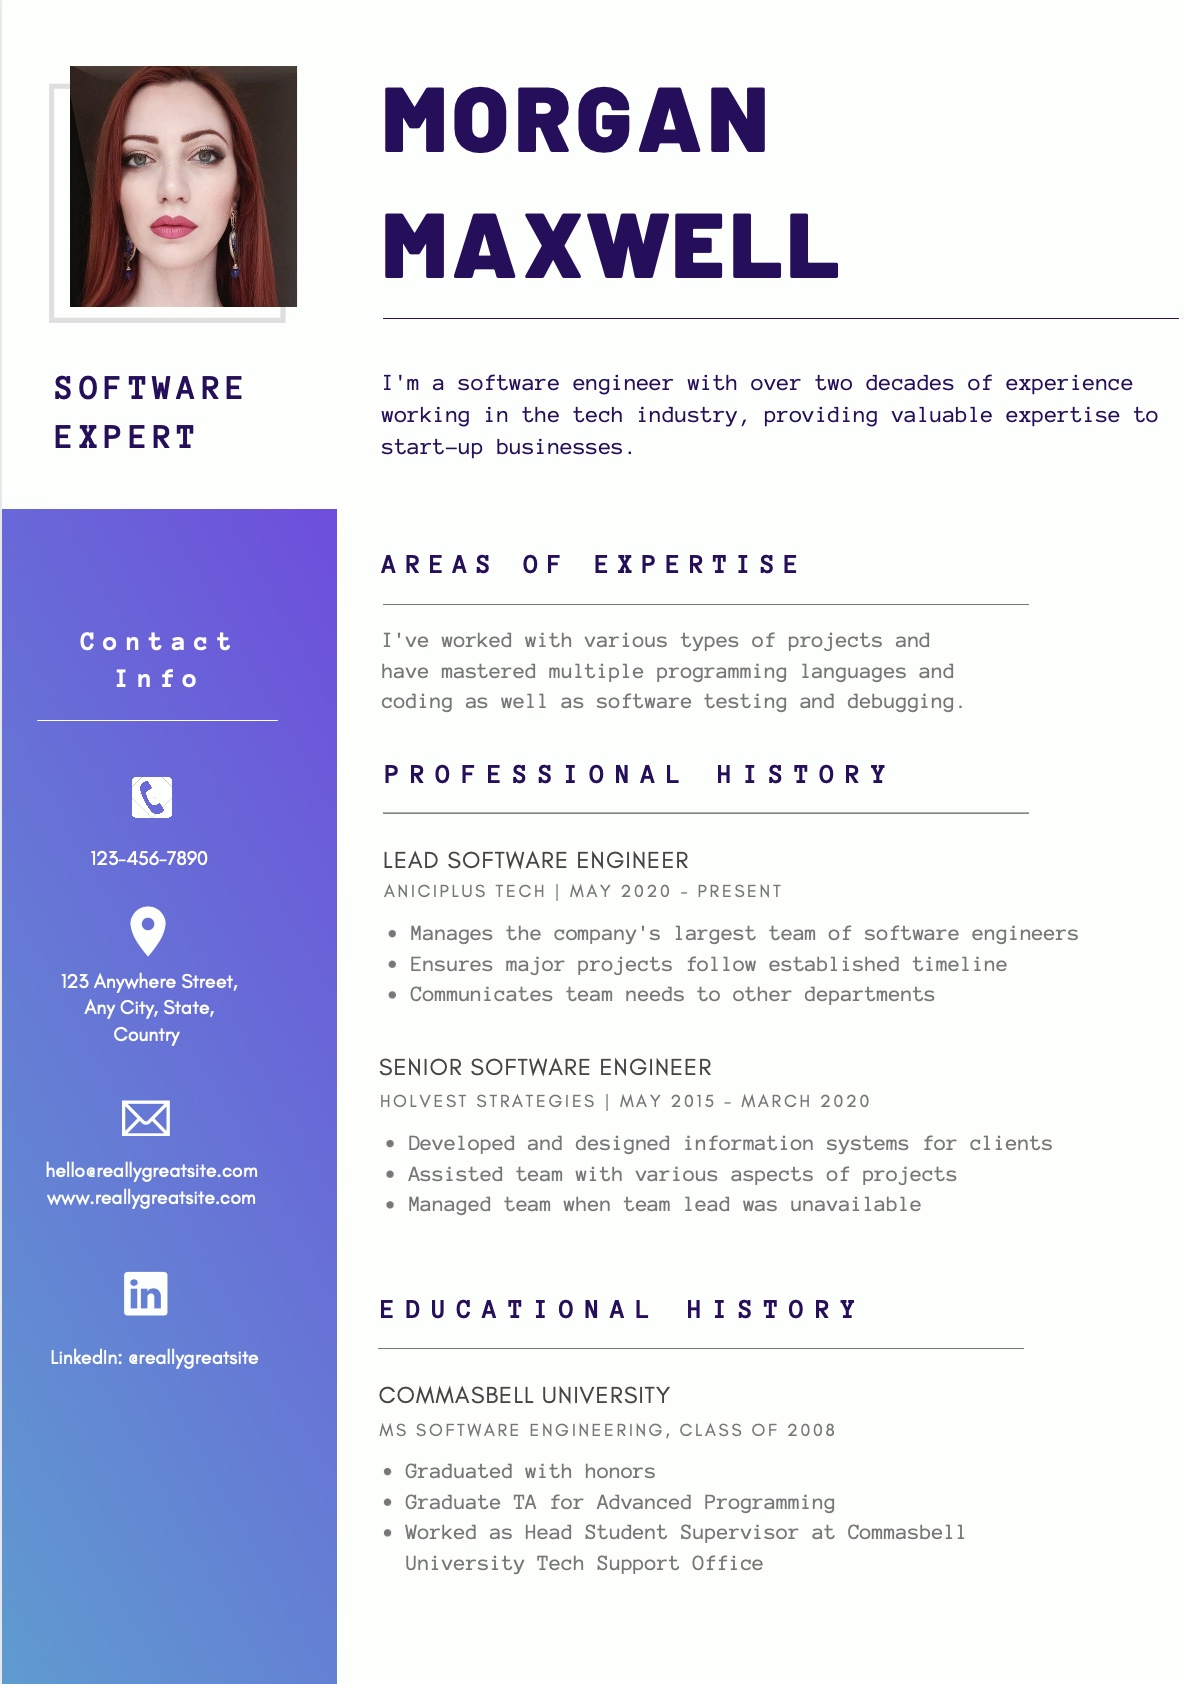 MORGAN
MAXWELL
SOFTWARE
EXPERT
I'm a software engineer with over two decades of experience
working in the tech industry, providing valuable expertise to
start-up businesses.
Contact
Info
123-456-7890
123 Anywhere Street,
Any City, State,
Country
hello@reallygreatsite.com
www.reallygreatsite.com
in
LinkedIn: @reallygreatsite
AREAS OF EXPERTISE
I've worked with various types of projects and
have mastered multiple programming languages and
coding as well as software testing and debugging.
PROFESSIONAL HISTORY
LEAD SOFTWARE ENGINEER
ANICIPLUS TECH | MAY 2020 - PRESENT
• Manages the company's largest team of software engineers
• Ensures major projects follow established timeline
• Communicates team needs to other departments
SENIOR SOFTWARE ENGINEER
HOLVEST STRATEGIES | MAY 2015 - MARCH 2020
• Developed and designed information systems for clients
• Assisted team with various aspects of projects
• Managed team when team lead was unavailable
EDUCATIONAL HISTORY
COMMASBELL UNIVERSITY
MS SOFTWARE ENGINEERING, CLASS OF 2008
• Graduated with honors
• Graduate TA for Advanced Programming
• Worked as Head Student Supervisor at Commasbell
University Tech Support Office